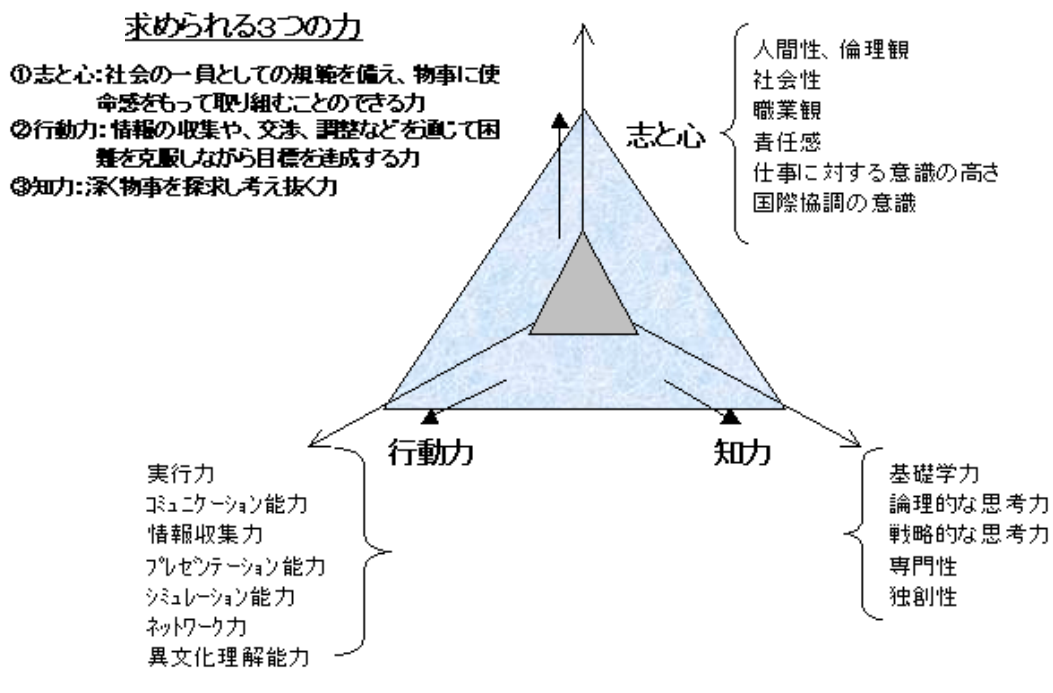 求められる3つの力
①志と心:社会の一員としての規範を備え、物事に使
命感をもって取り組むことのできる力
②行動力:情報の収集や、交渉、調整などを通じて困
難を克服しながら目標を達成する力
③知力:深く物事を探求し考え抜く力
志と心
人間性、倫理観
社会性
職業観
責任感
仕事に対する意識の高さ
国際協調の意識
行動力
実行力
コミュニケーション能力
情報収集力
プレゼンテーション能力
シミュレーション能力
ネットワーク力
異文化理解能力
知力
基礎学力
論理的な思考力
戦略的な思考力
専門性
独創性